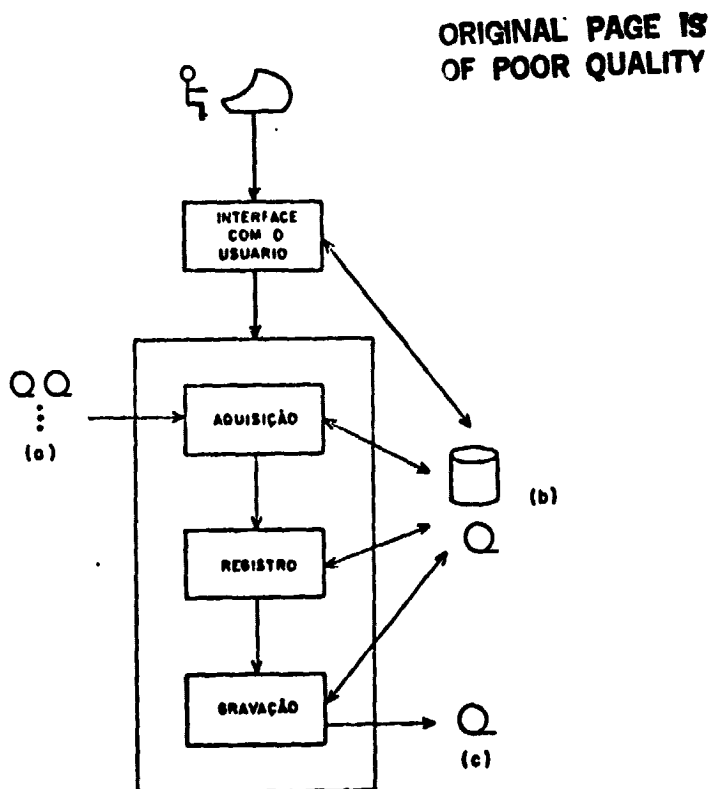 ORIGINAL PAGE IS
OF POOR QUALITY
INTERFACE
COM O
USUARIO
AQUISIÇÃO
(a)
(b)
REGISTRO
GRAVAÇÃO
(c)